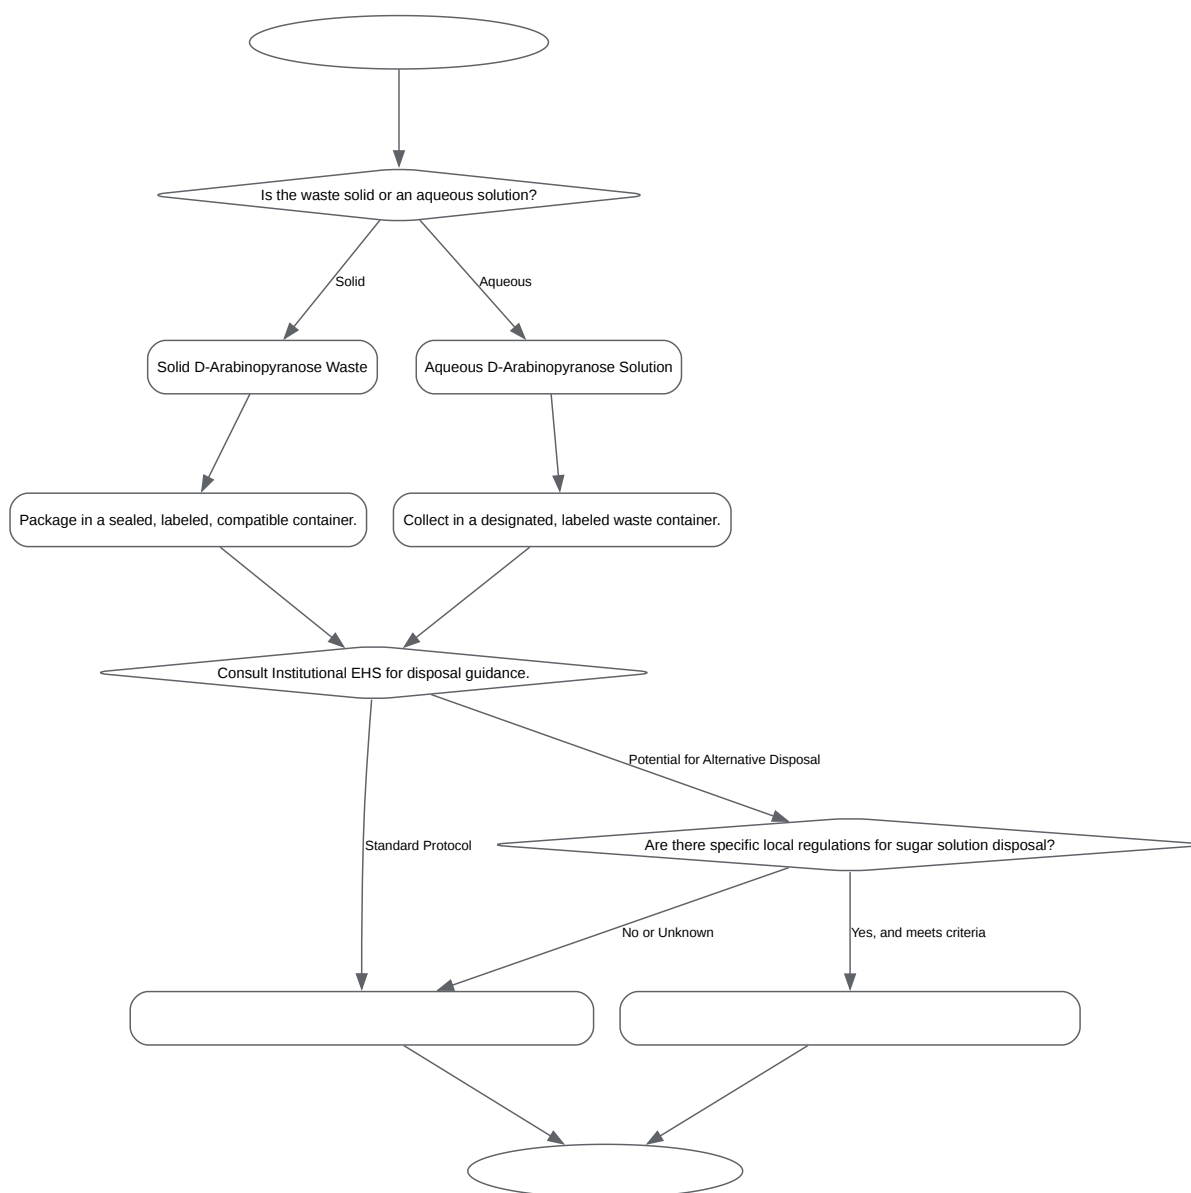 Is the waste solid or an aqueous solution?
Solid
Aqueous
Solid D-Arabinopyranose Waste
Aqueous D-Arabinopyranose Solution
Package in a sealed, labeled, compatible container.
Collect in a designated, labeled waste container.
Consult Institutional EHS for disposal guidance.
Potential for Alternative Disposal
Standard Protocol
Are there specific local regulations for sugar solution disposal?
No or Unknown
Yes, and meets criteria